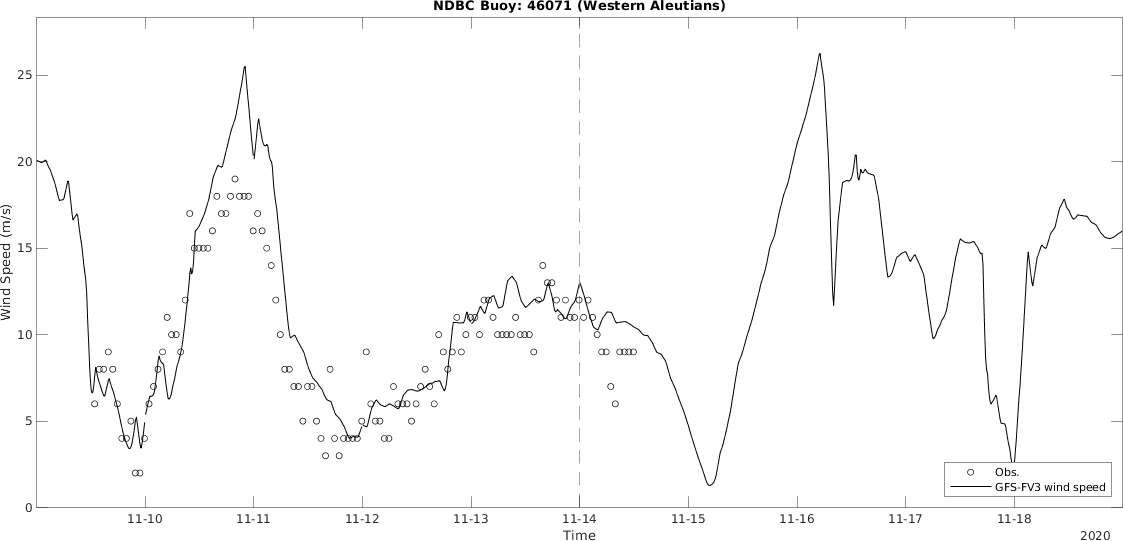 NDBC Buoy: 46071 (Western Aleutians)
Wind Speed (m/s)
25
20
15
10
5
0
Obs.
GFS-FV3 wind speed
11-10 11-11 11-12 11-13 11-14 11-15 11-16 11-17 11-18
Time
2020